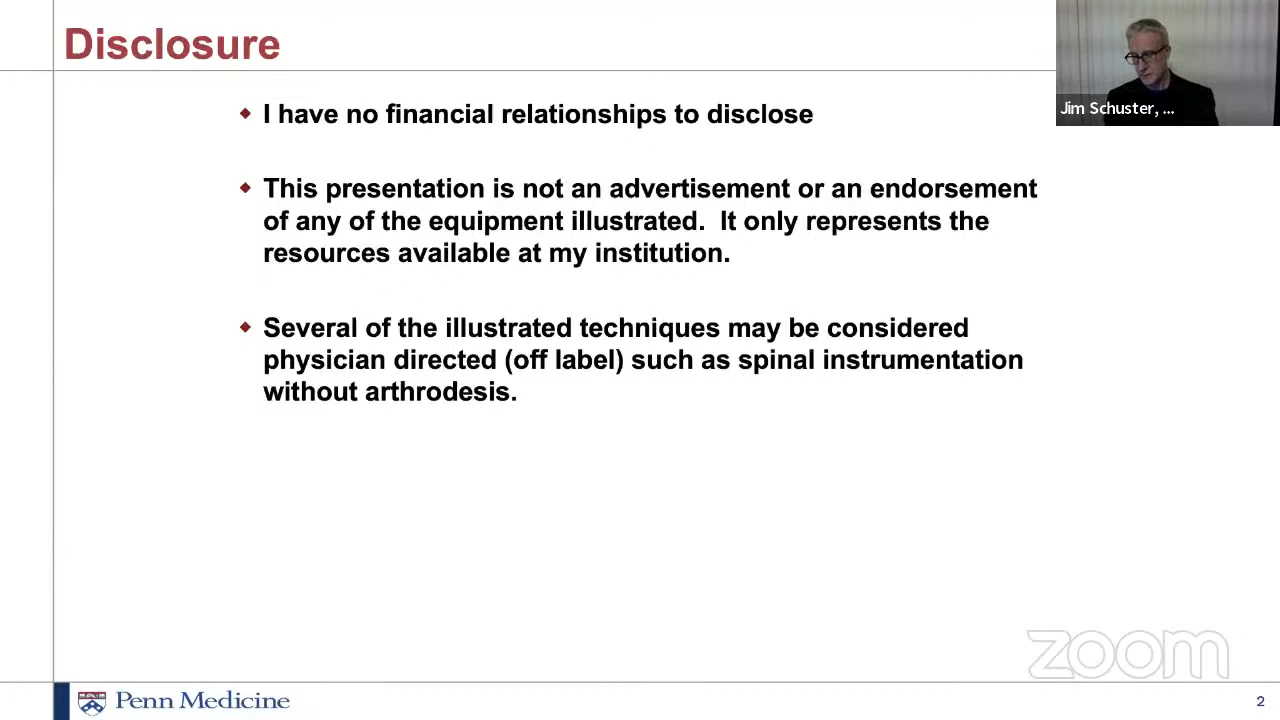 Disclosure
Jim Schuster, ...
◆ I have no financial relationships to disclose
◆ This presentation is not an advertisement or an endorsement
of any of the equipment illustrated.  It only represents the
resources available at my institution.
◆ Several of the illustrated techniques may be considered
physician directed (off label) such as spinal instrumentation
without arthrodesis.
zoom
Penn Medicine
2